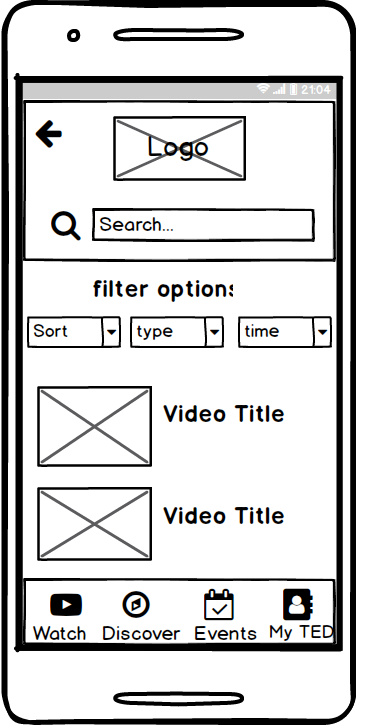 21:04
Logo
Search...
filter options
Sort type time
Video Title
Video Title
Watch Discover Events My TED